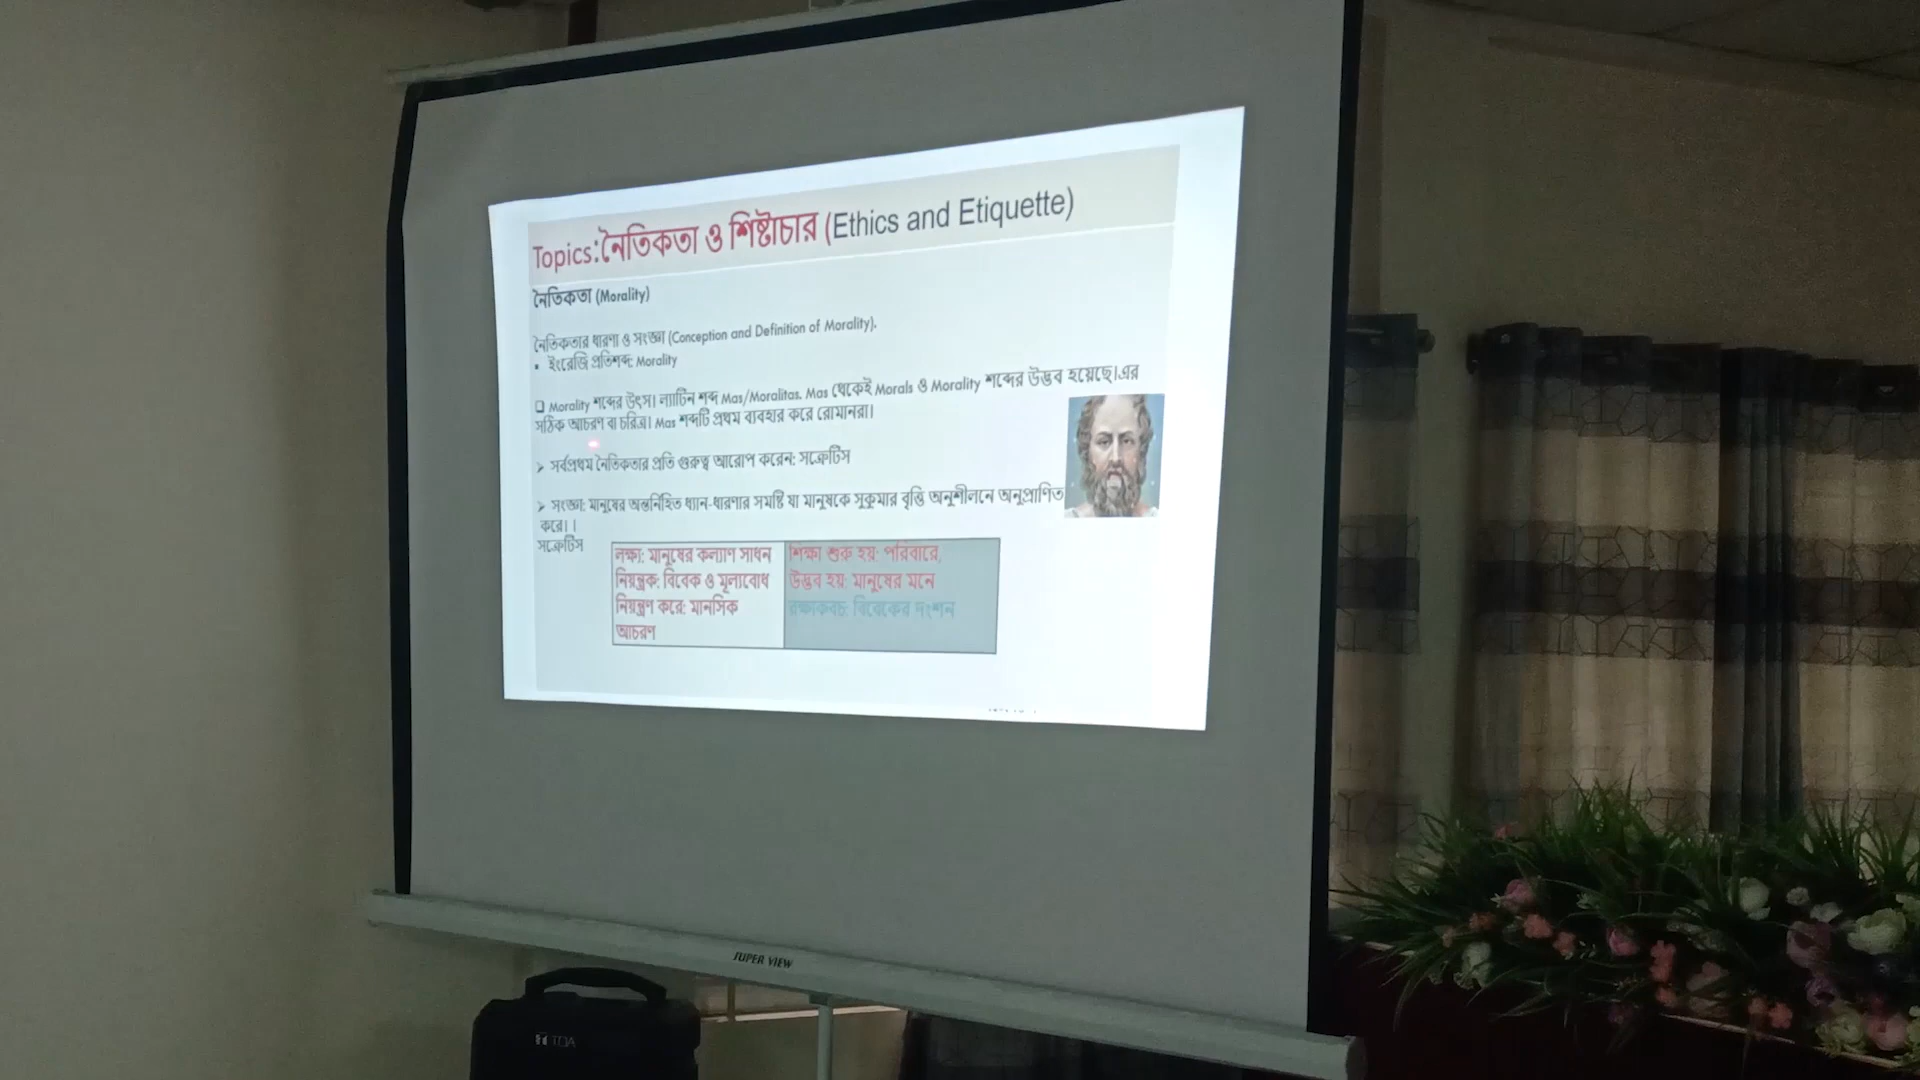 Topics:নৈতিকতা ও শিষ্টাচার (Ethics and Etiquette)
নৈতিকতা (Morality)
নৈতিকতার ধারণা ও সংজ্ঞা (Conception and Definition of Morality).
▪ ইংরেজি প্রতিশব্দ: Morality
❑ Morality শব্দের উৎস। ল্যাটিন শব্দ Mas/Moralitas. Mas থেকেই Morals ও Morality শব্দের উদ্ভব হয়েছে।এর
সঠিক আচরণ বা চরিত্র। Mas শব্দটি প্রথম ব্যবহার করে রোমানরা।
➢ সর্বপ্রথম নৈতিকতার প্রতি গুরুত্ব আরোপ করেন: সক্রেটিস
➢ সংজ্ঞা: মানুষের অন্তর্নিহিত ধ্যান-ধারণার সমষ্টি যা মানুষকে সুকুমার বৃত্তি অনুশীলনে অনুপ্রাণিত
করে।।
সক্রেটিস
লক্ষ্য: মানুষের কল্যাণ সাধন
নিয়ন্ত্রক: বিবেক ও মূল্যবোধ
নিয়ন্ত্রণ করে: মানসিক
আচরণ
শিক্ষা শুরু হয়: পরিবারে,
উদ্ভব হয়: মানুষের মনে
রক্ষাকবচ: বিবেকের দংশন
SUPER VIEW
TOA